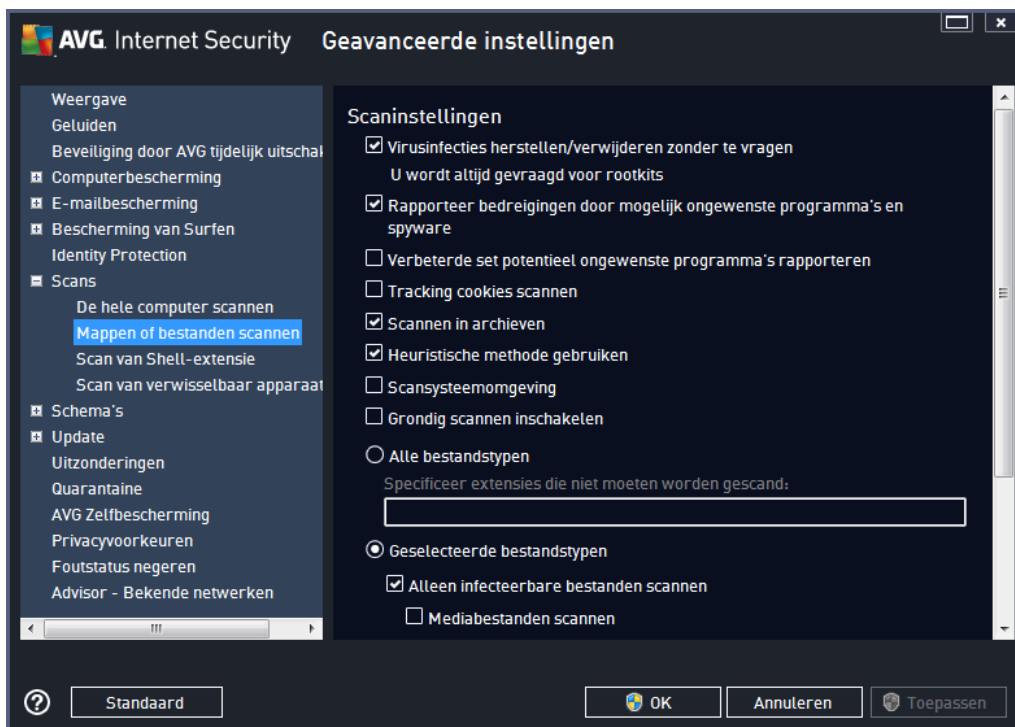 AVG. Internet Security Geavanceerde instellingen
Weergave
Geluiden
Beveiliging door AVG tijdelijk uitschak
Computerbescherming
E-mailbescherming
Bescherming van Surfen
Identity Protection
Scans
De hele computer scannen
Mappen of bestanden scannen
Scan van Shell-extensie
Scan van verwisselbaar apparaat
Schema's
Update
Uitzonderingen
Quarantaine
AVG Zelfbescherming
Privacyvoorkeuren
Foutstatus negeren
Advisor - Bekende netwerken
Scaninstellingen
Virusinfecties herstellen/verwijderen zonder te vragen
U wordt altijd gevraagd voor rootkits
Rapporteer bedreigingen door mogelijk ongewenste programma's en
spyware
Verbeterde set potentieel ongewenste programma's rapporteren
Tracking cookies scannen
Scannen in archieven
Heuristische methode gebruiken
Scansysteemomgeving
Grondig scannen inschakelen
Alle bestandstypen
Specificeer extensies die niet moeten worden gescand:
Geselecteerde bestandstypen
Alleen infecteerbare bestanden scannen
Mediabestanden scannen
Standaard
OK
Annuleren
Toepassen